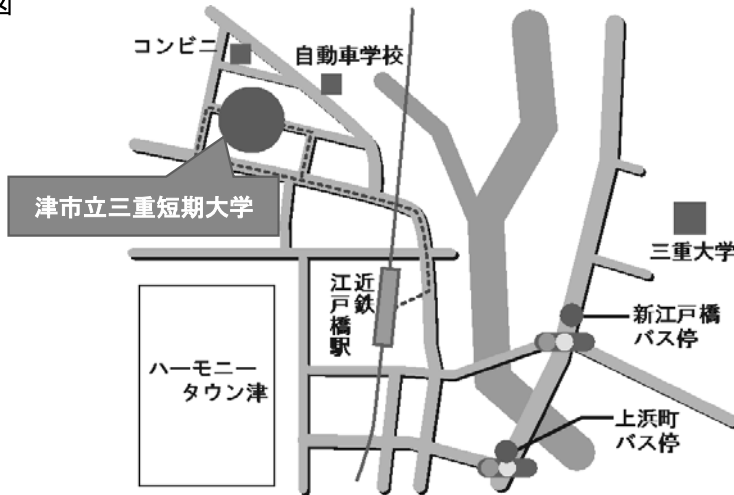 図
コンビニ
自動車学校
津市立三重短期大学
三重大学
近鉄
江戸橋駅
新江戸橋
バス停
ハーモニー
タウン津
上浜町
バス停